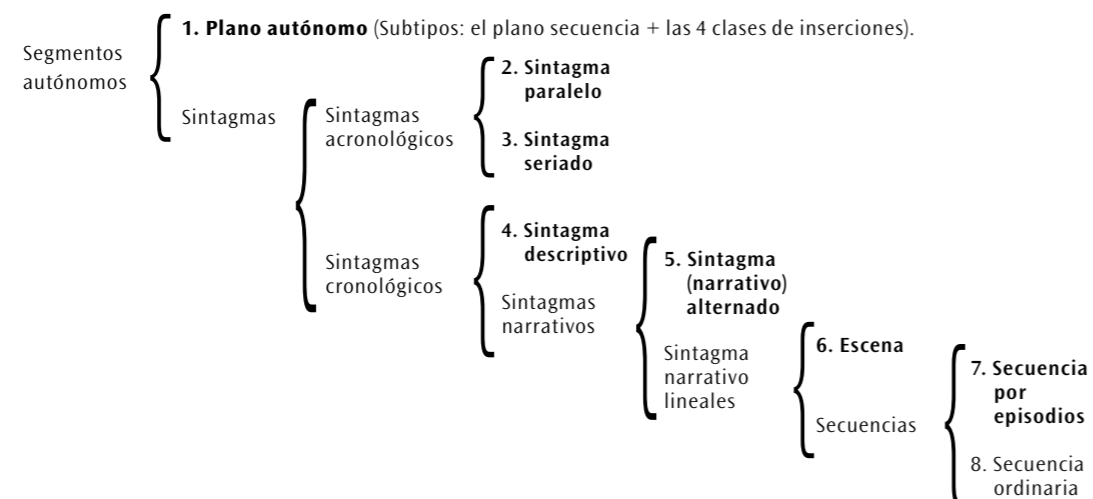 1. Plano autónomo (Subtipos: el plano secuencia + las 4 clases de inserciones).
Segmentos
autónomos
Sintagmas
Sintagmas
acronológicos
2. Sintagma
paralelo
3. Sintagma
seriado
Sintagmas
cronológicos
4. Sintagma
descriptivo
Sintagmas
narrativos
5. Sintagma
(narrativo)
alternado
Sintagma
narrativo
lineales
6. Escena
Secuencias
7. Secuencia
por
episodios
8. Secuencia
ordinaria